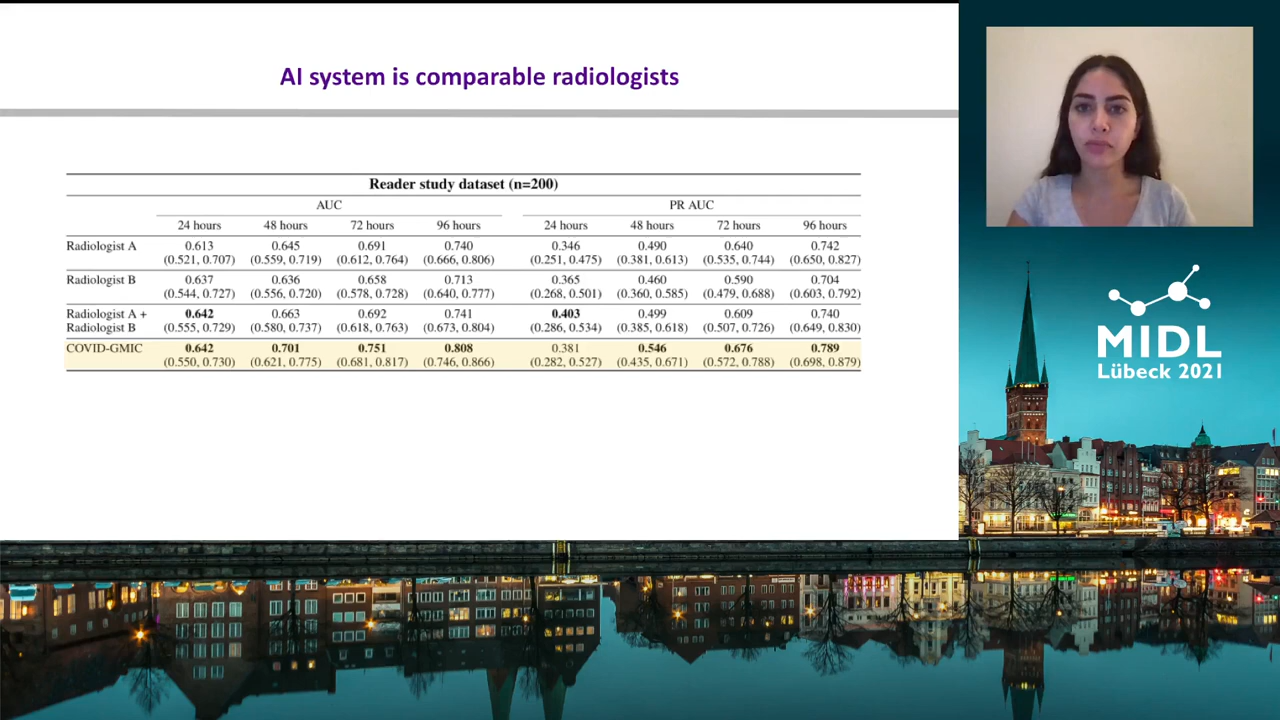 AI system is comparable radiologists
Reader study dataset (n=200)
AUC PR AUC
24 hours 48 hours 72 hours 96 hours 24 hours 48 hours 72 hours 96 hours
Radiologist A 0.613 0.645 0.691 0.740 0.346 0.490 0.640 0.742
(0.521, 0.707) (0.559, 0.719) (0.612, 0.764) (0.666, 0.806) (0.251, 0.475) (0.381, 0.613) (0.535, 0.744) (0.650, 0.827)
Radiologist B 0.637 0.636 0.658 0.713 0.365 0.460 0.590 0.704
(0.544, 0.727) (0.556, 0.720) (0.578, 0.728) (0.640, 0.777) (0.268, 0.501) (0.360, 0.585) (0.479, 0.688) (0.603, 0.792)
Radiologist A + 0.642 0.663 0.692 0.741 0.403 0.499 0.609 0.740
Radiologist B (0.555, 0.729) (0.580, 0.737) (0.618, 0.763) (0.673, 0.804) (0.286, 0.534) (0.385, 0.618) (0.507, 0.726) (0.649, 0.830)
COVID-GMIC 0.642 0.701 0.751 0.808 0.381 0.546 0.676 0.789
(0.550, 0.730) (0.621, 0.775) (0.681, 0.817) (0.746, 0.866) (0.282, 0.527) (0.435, 0.671) (0.572, 0.788) (0.698, 0.879)
MIDL
Lübeck 2021